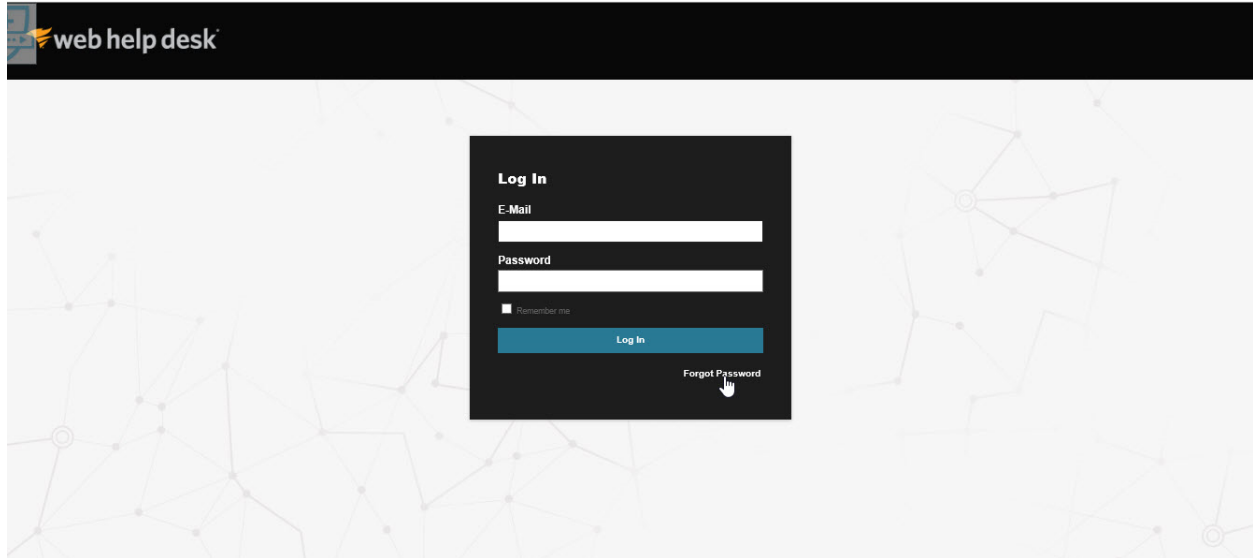 web help desk
Log In
E-Mail
Password
Remember me
Log In
Forgot Password